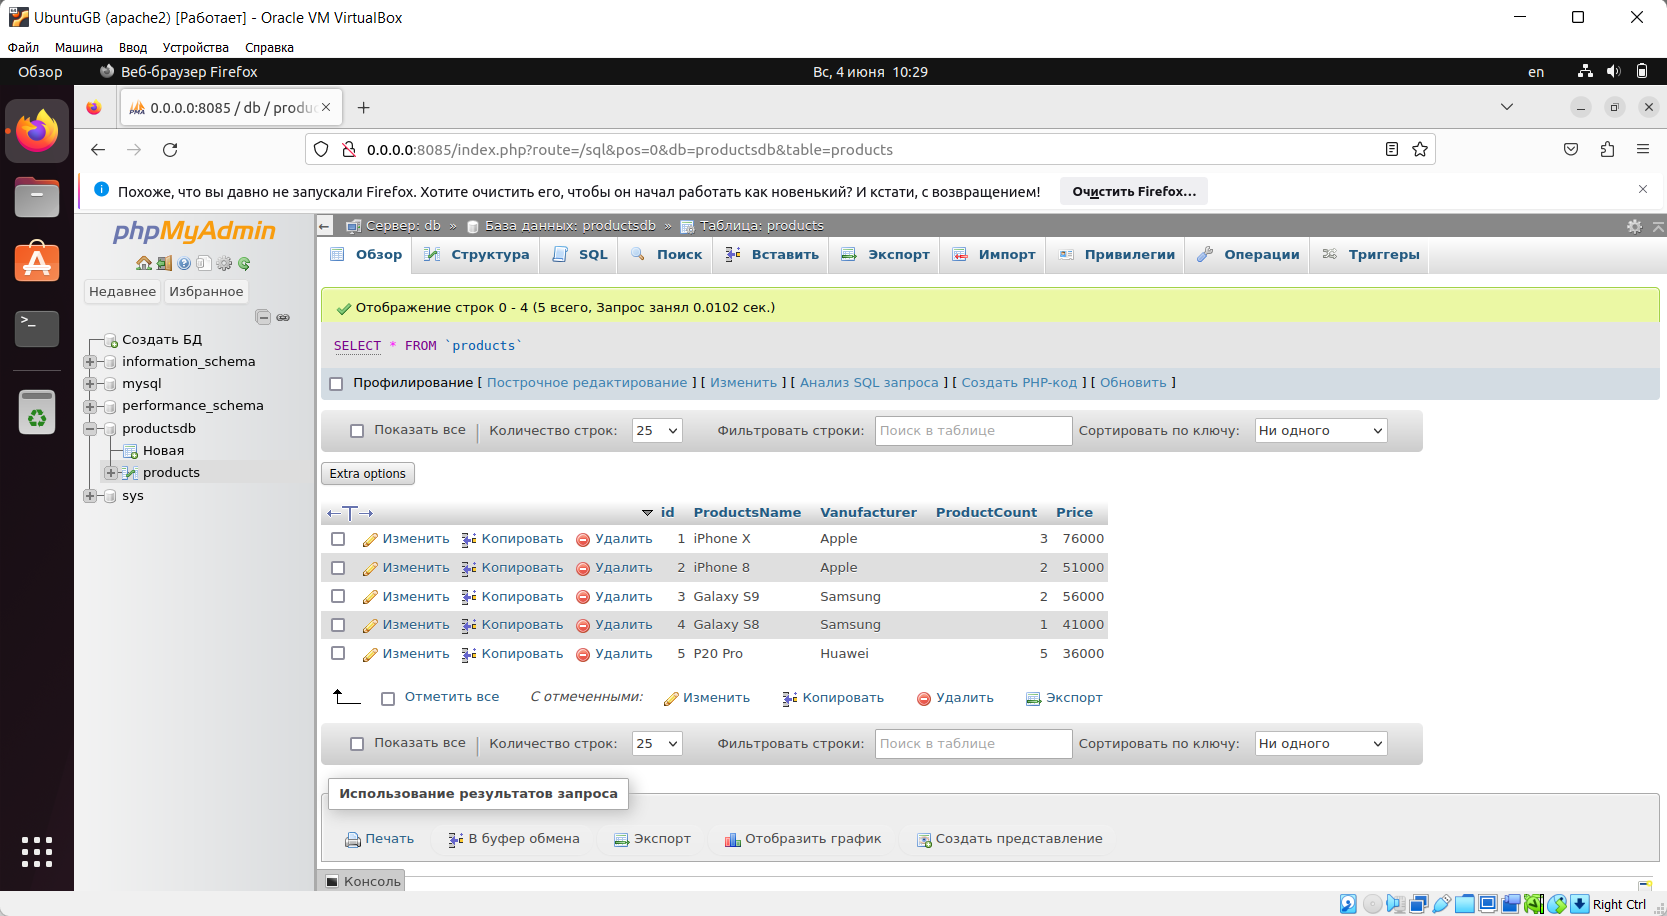 UbuntuGB (apache2) [Работает] - Oracle VM VirtualBox
Файл Машина Ввод Устройства Справка
Обзор Веб-браузер Firefox Вс, 4 июня 10:29 en
0.0.0.0:8085 / db / produc
0.0.0.0:8085/index.php?route=/sql&pos=0&db=productsdb&table=products
Похоже, что вы давно не запускали Firefox. Хотите очистить его, чтобы он начал работать как новенький? И кстати, с возвращением! Очистить Firefox...
phpMyAdmin
Недавнее Избранное
Создать БД
information_schema
mysql
performance_schema
productsdb
Новая
products
sys
Сервер: db » База данных: productsdb » Таблица: products
Обзор Структура SQL Поиск Вставить Экспорт Импорт Привилегии Операции Триггеры
Отображение строк 0 - 4 (5 всего, Запрос занял 0.0102 сек.)
SELECT * FROM `products`
Профилирование [ Построчное редактирование ] [ Изменить ] [ Анализ SQL запроса ] [ Создать PHP-код ] [ Обновить ]
Показать все Количество строк: 25 Фильтровать строки: Поиск в таблице Сортировать по ключу: Ни одного
Extra options
id ProductsName Vanufacturer ProductCount Price
Изменить Копировать Удалить 1 iPhone X Apple 3 76000
Изменить Копировать Удалить 2 iPhone 8 Apple 2 51000
Изменить Копировать Удалить 3 Galaxy S9 Samsung 2 56000
Изменить Копировать Удалить 4 Galaxy S8 Samsung 1 41000
Изменить Копировать Удалить 5 P20 Pro Huawei 5 36000
Отметить все С отмеченными: Изменить Копировать Удалить Экспорт
Показать все Количество строк: 25 Фильтровать строки: Поиск в таблице Сортировать по ключу: Ни одного
Использование результатов запроса
Печать В буфер обмена Экспорт Отобразить график Создать представление
Консоль
Right Ctrl